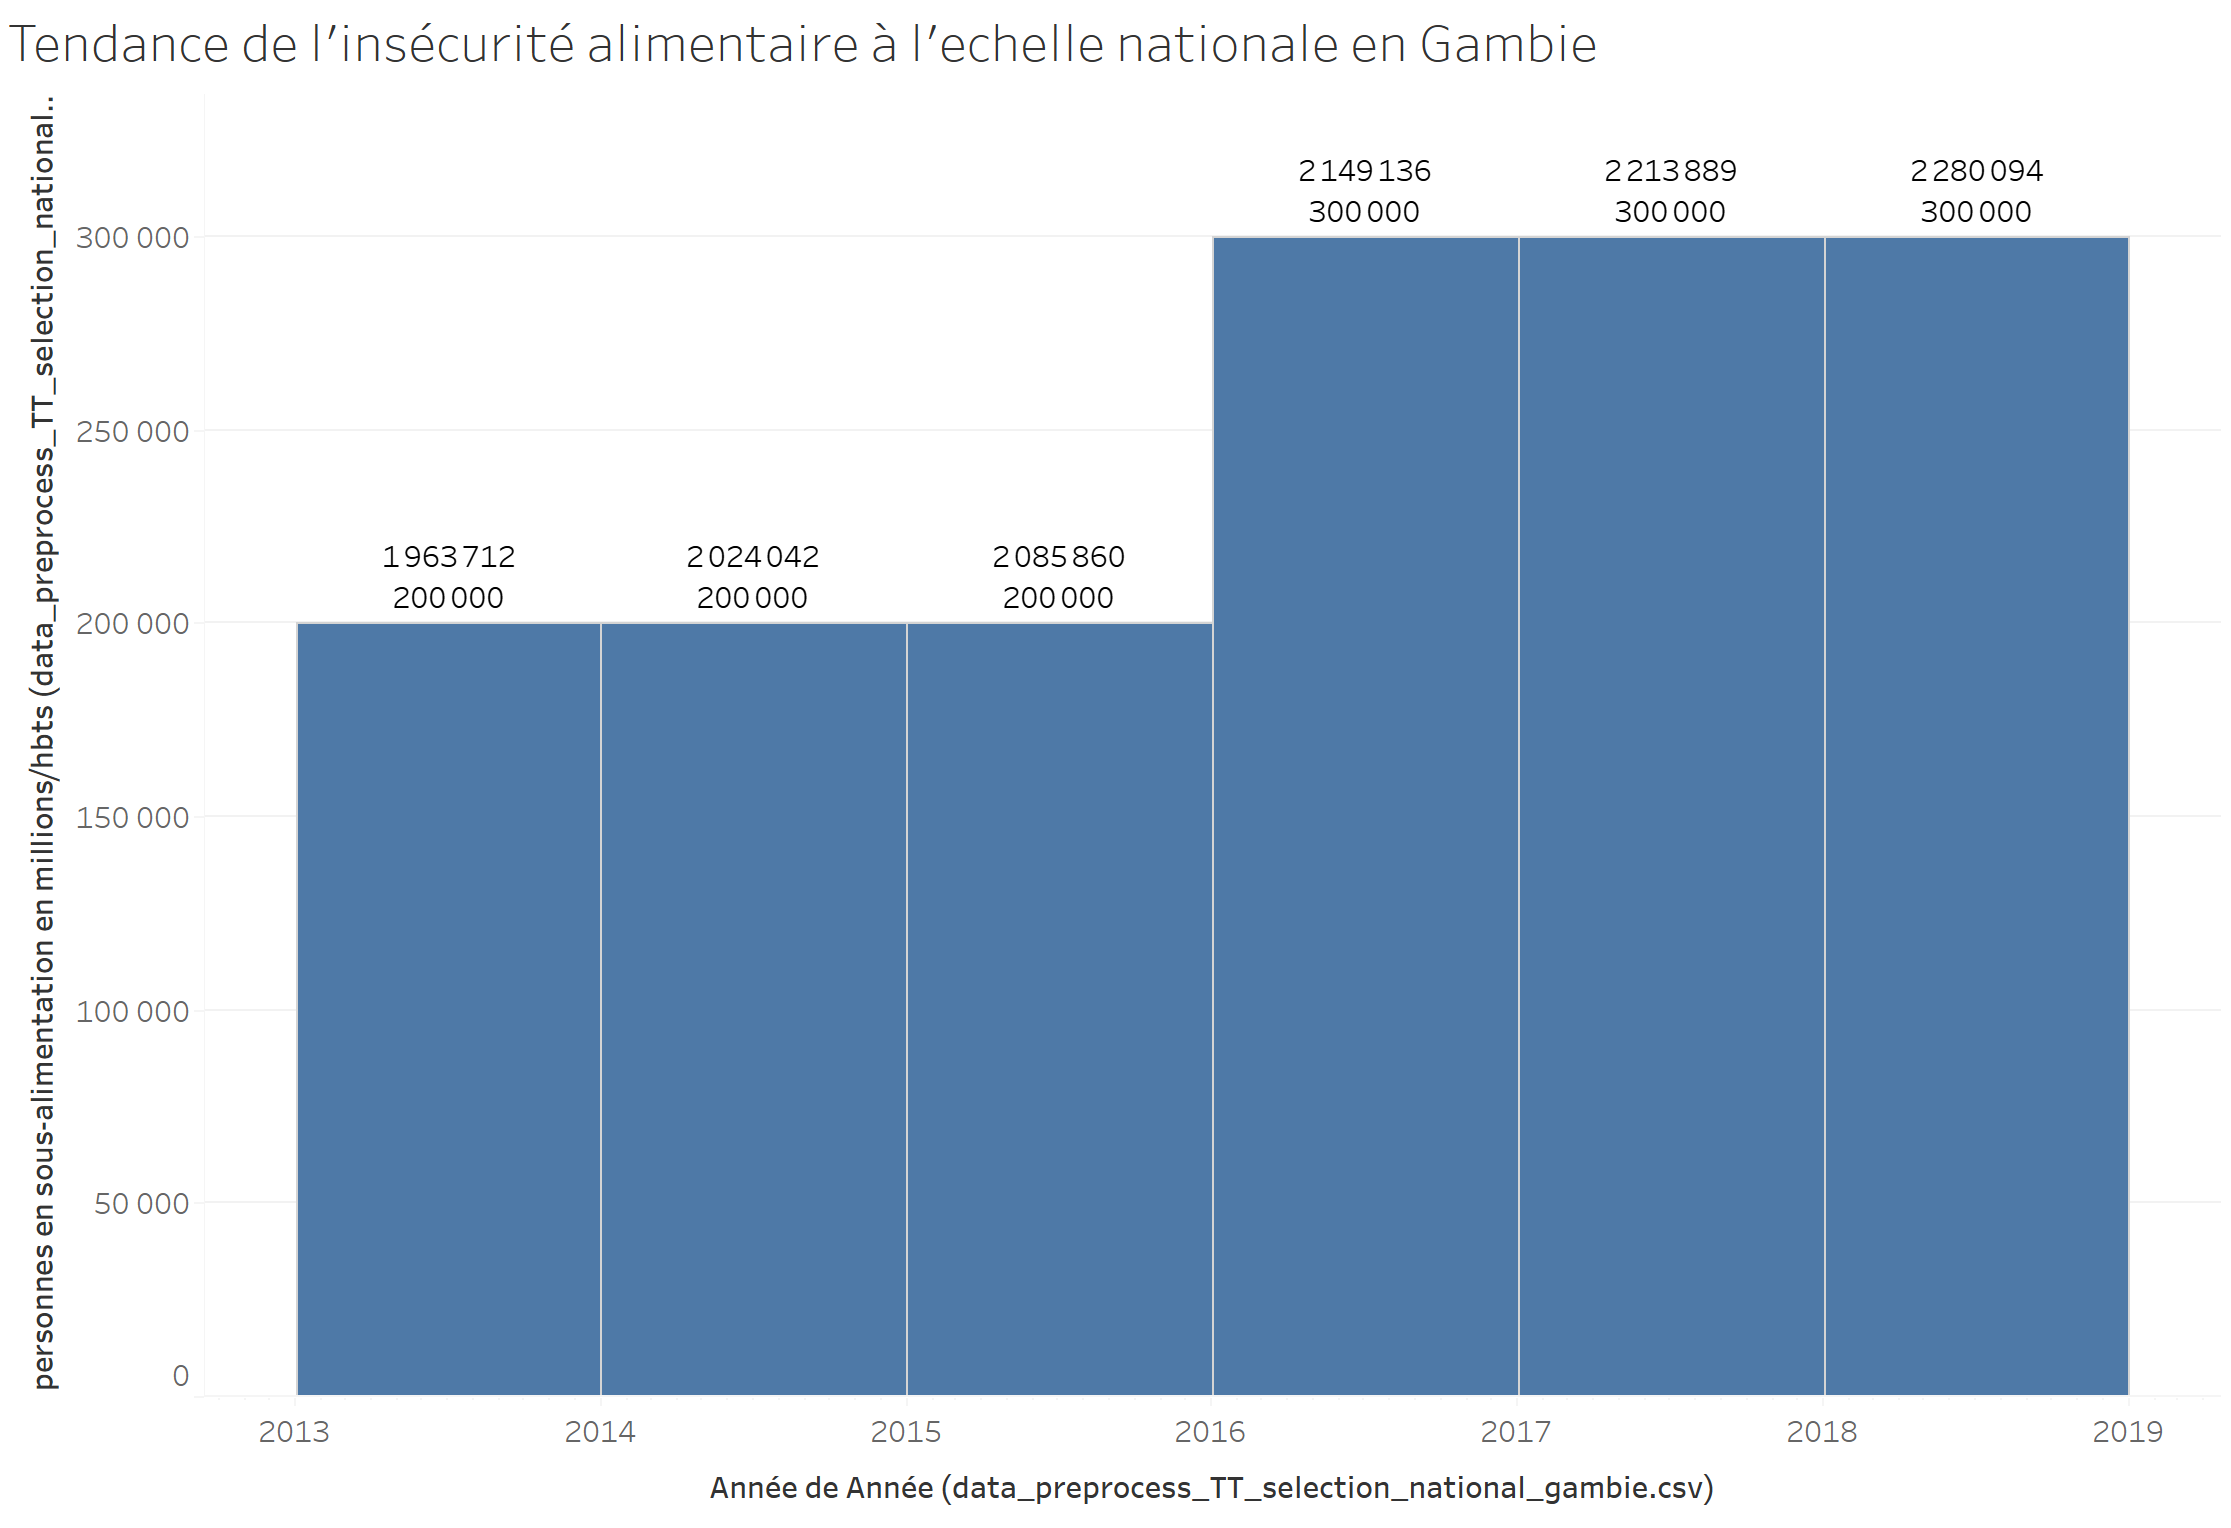 Tendance de l'insécurité alimentaire à l'echelle nationale en Gambie
personnes en sous-alimentation en millions/hbts (data_preprocess_TT_selection_national..
300 000
250 000
200 000
150 000
100 000
50 000
0
1 963 712
200 000
2 024 042
200 000
2 085 860
200 000
2 149 136
300 000
2 213 889
300 000
2 280 094
300 000
2013
2014
2015
2016
2017
2018
2019
Année de Année (data_preprocess_TT_selection_national_gambie.csv)